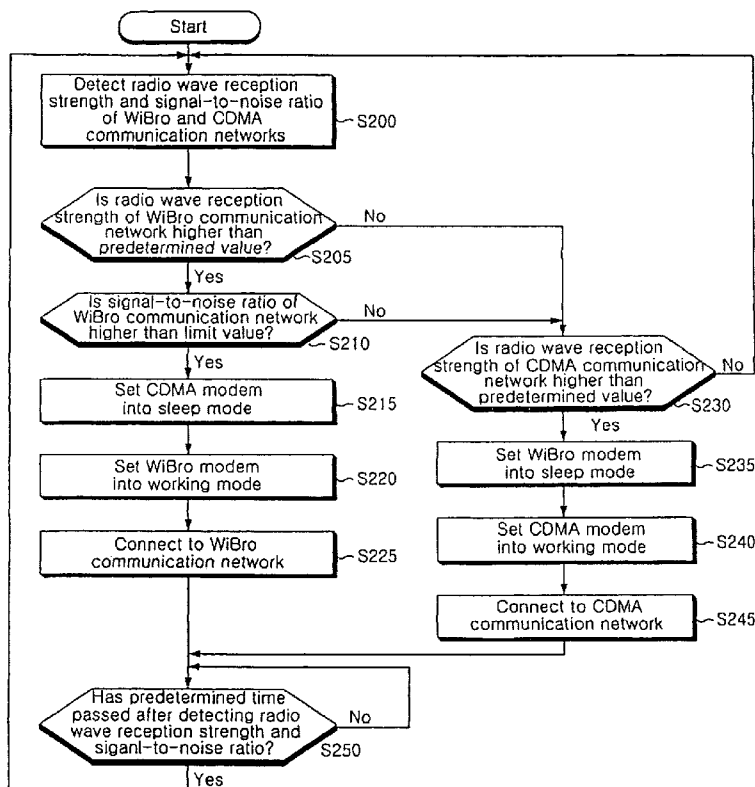 Start
Detect radio wave reception
strength and signal-to-noise ratio
of WiBro and CDMA
communication networks
S200
Is radio wave reception
strength of WiBro communication
network higher than
predetermined value?
No
S205
Yes
Is signal-to-noise ratio of
WiBro communication network
higher than limit value?
No
S210
Yes
Set CDMA modem
into sleep mode
S215
Set WiBro modem
into working mode
S220
Connect to WiBro
communication network
S225
Is radio wave reception
strength of CDMA communication
network higher than
predetermined value?
No
S230
Yes
Set WiBro modem
into sleep mode
S235
Set CDMA modem
into working mode
S240
Connect to CDMA
communication network
S245
Has predetermined time
passed after detecting radio
wave reception strength and
siganl-to-noise ratio?
No
S250
Yes